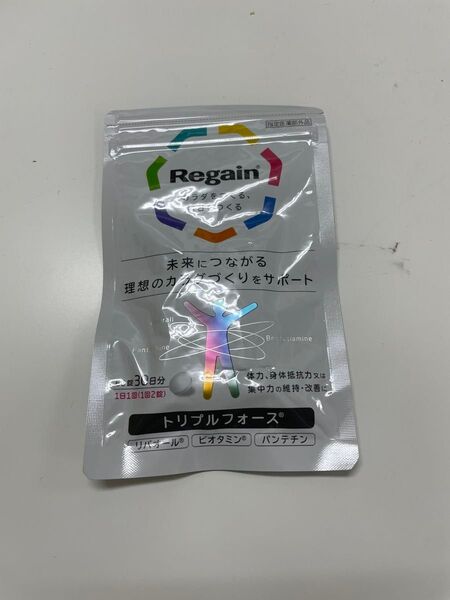 指定医薬部外品
Regain®
未来につながる
理想のカラダづくりをサポート
30日分
1日1回(1回2錠)
体力、身体抵抗力又は
集中力の維持・改善に
トリプルフォース®
リバオール® ビオタミン® パンテチン